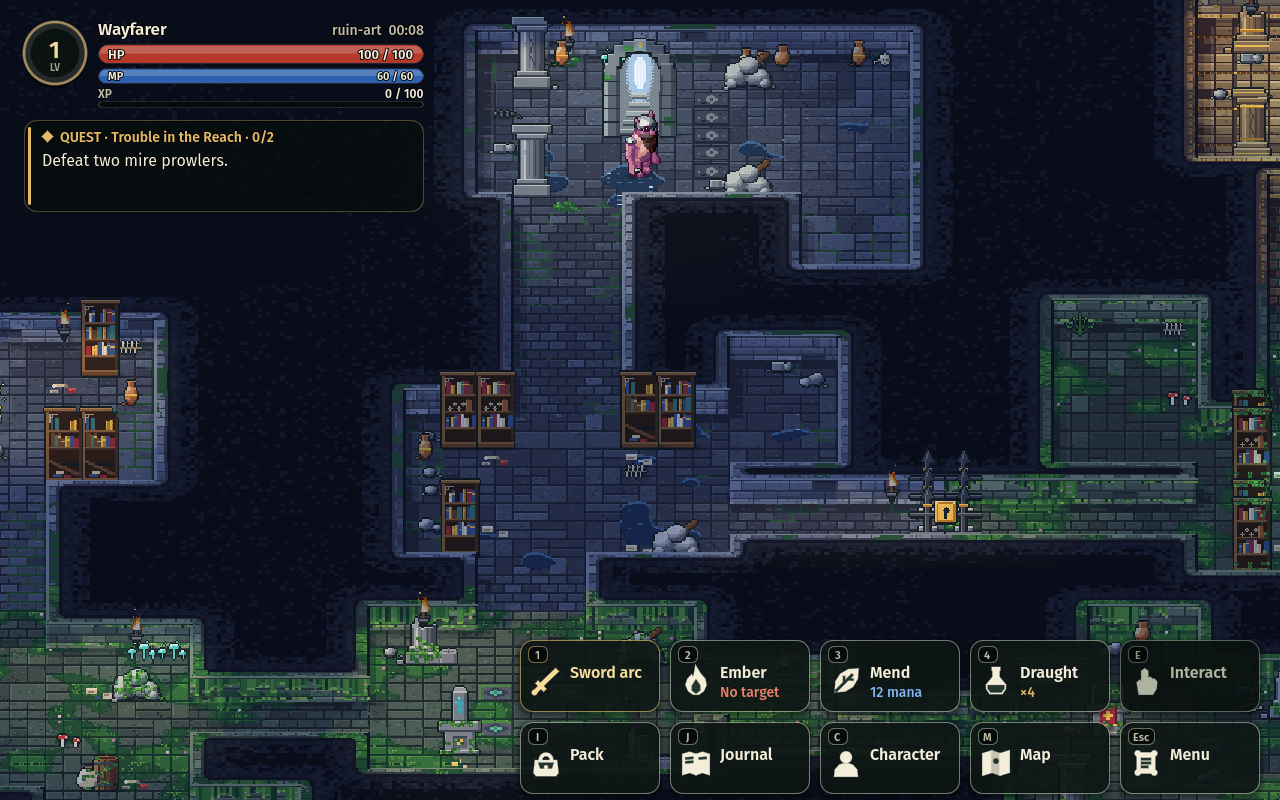 1
LV
Wayfarer
ruin-art 00:08
HP 100 / 100
MP 60 / 60
XP 0 / 100
QUEST · Trouble in the Reach · 0/2
Defeat two mire prowlers.
1 Sword arc
2 Ember
No target
3 Mend
12 mana
4 Draught
×4
E Interact
I Pack
J Journal
C Character
M Map
Esc Menu